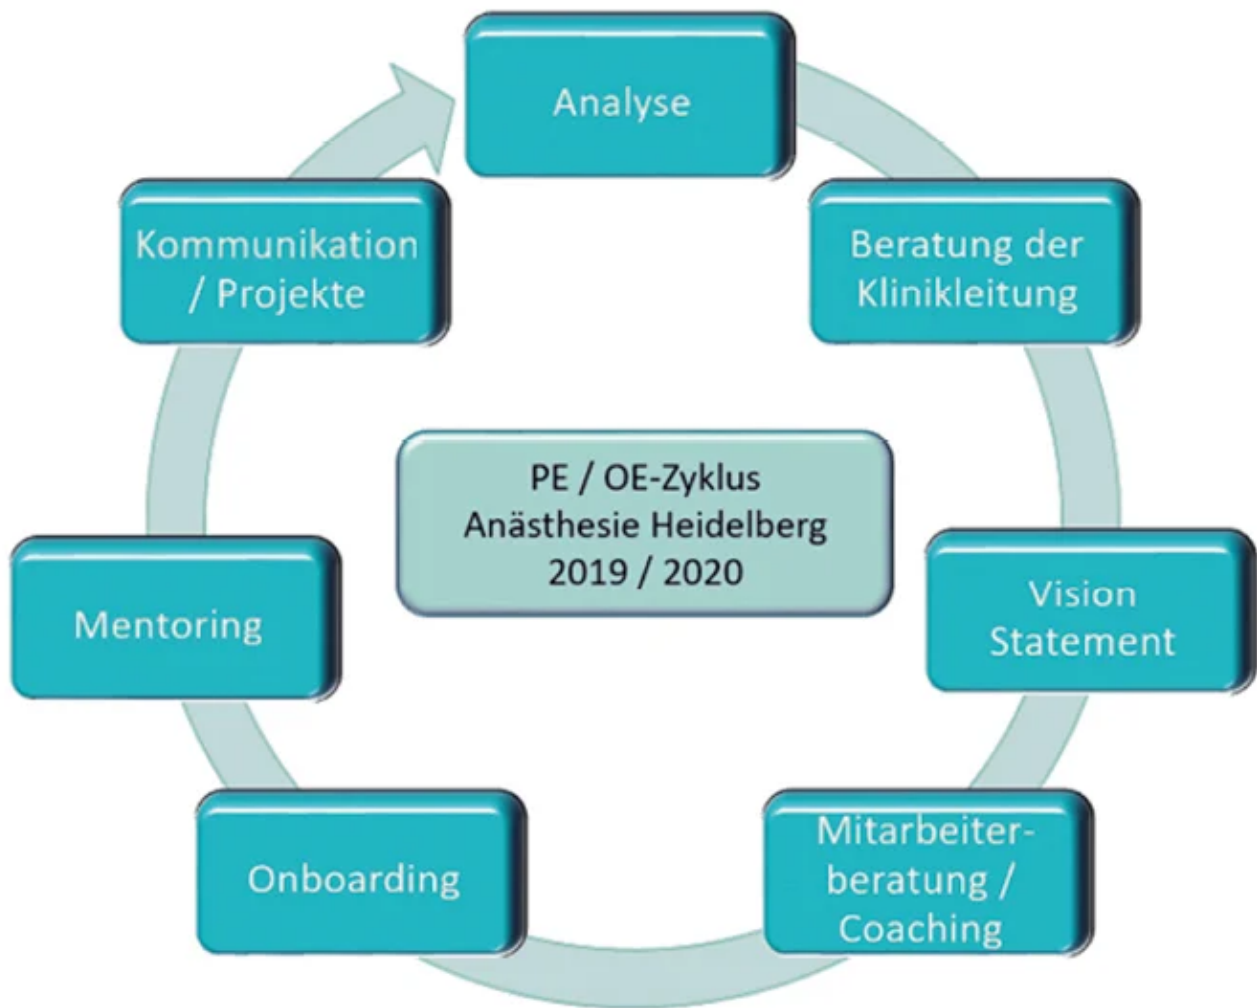 Analyse
Beratung der
Klinikleitung
Vision
Statement
Mitarbeiter-
beratung /
Coaching
Onboarding
Mentoring
Kommunikation
/ Projekte
PE / OE-Zyklus
Anästhesie Heidelberg
2019 / 2020